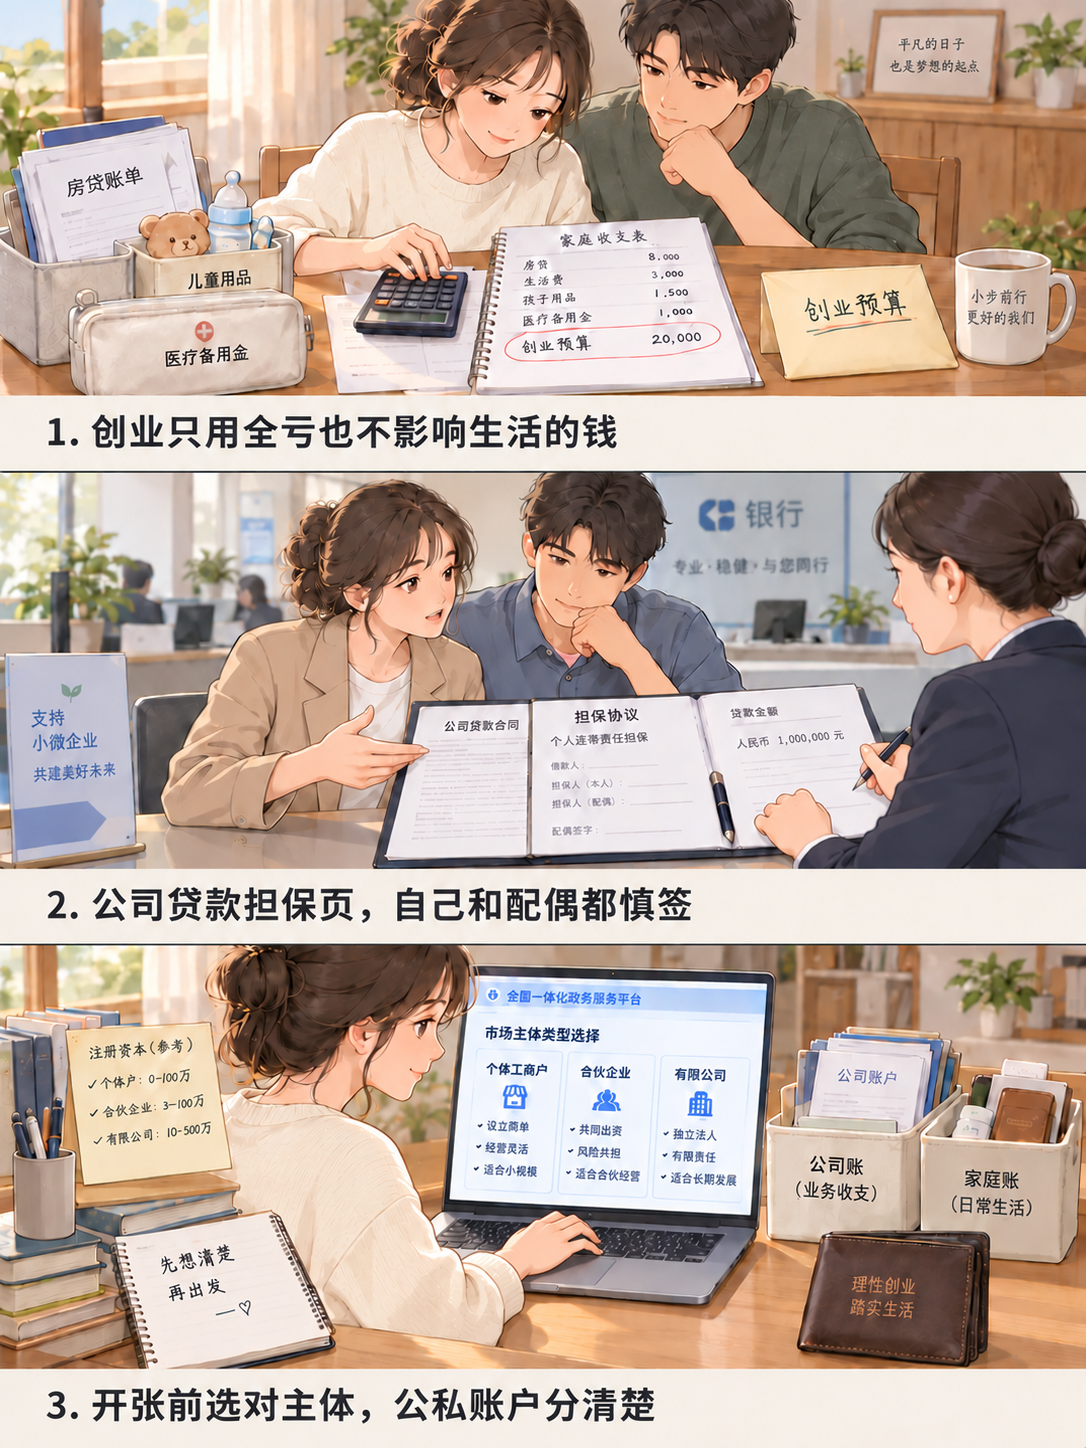 平凡的日子
也是梦想的起点
房贷账单
儿童用品
医疗备用金
家庭收支表
房贷 8,000
生活费 3,000
孩子用品 1,500
医疗备用金 1,000
创业预算 20,000
创业预算
小步前行
更好的我们
1. 创业只用全亏也不影响生活的钱
银行
专业·稳健·与您同行
支持
小微企业
共建美好未来
公司贷款合同
担保协议
个人连带责任担保
借款人：
担保人（本人）：
担保人（配偶）：
配偶签字：
贷款金额
人民币 1,000,000 元
2. 公司贷款担保页，自己和配偶都慎签
注册资本(参考)
✓个体户：0-100万
✓合伙企业：3-100万
✓有限公司：10-500万
全国一体化政务服务平台
市场主体类型选择
个体工商户
✓设立简单
✓经营灵活
✓适合小规模
合伙企业
✓共同出资
✓风险共担
✓适合合伙经营
有限公司
✓独立法人
✓有限责任
✓适合长期发展
公司账户
公司账
（业务收支）
家庭账
（日常生活）
先想清楚
再出发
—♡
理性创业
踏实生活
3. 开张前选对主体，公私账户分清楚